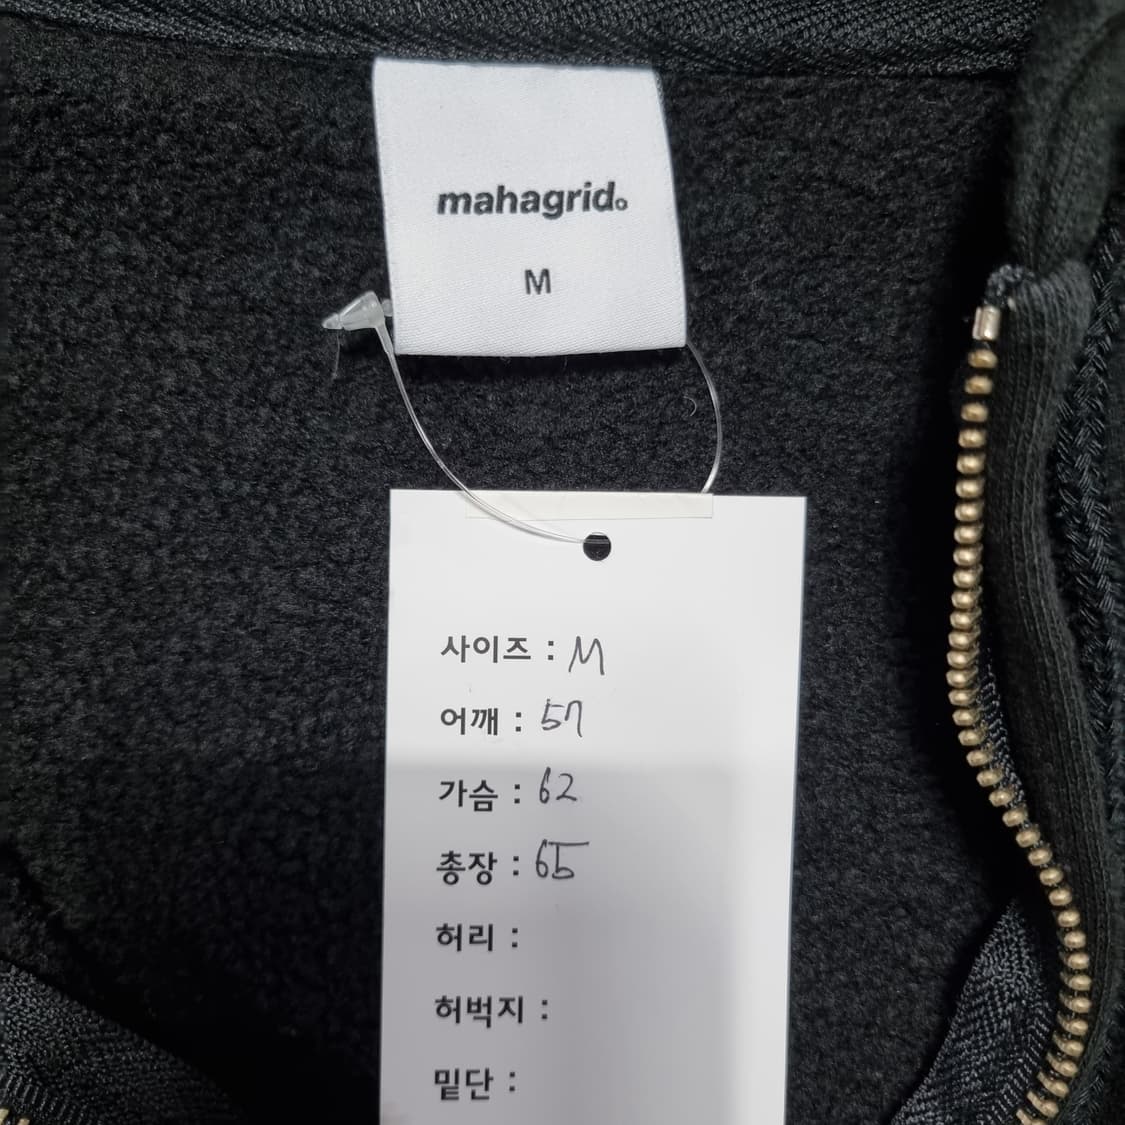 mahagrid.
M
사이즈 : M
어깨 : 57
가슴 : 62
총장 : 65
허리 :
허벅지 :
밑단 :